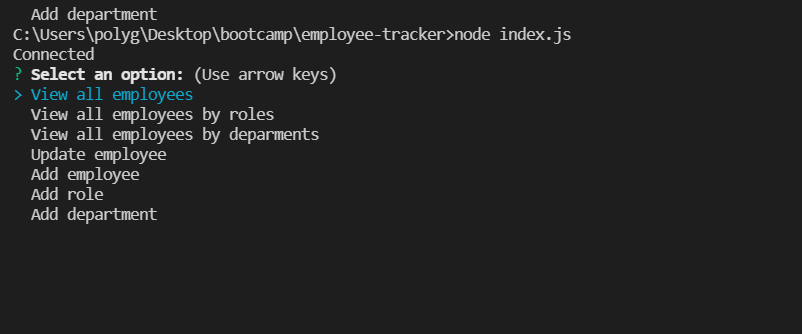 Add department
C:\Users\polyg\Desktop\bootcamp\employee-tracker>node index.js
Connected
? Select an option: (Use arrow keys)
> View all employees
View all employees by roles
View all employees by deparments
Update employee
Add employee
Add role
Add department